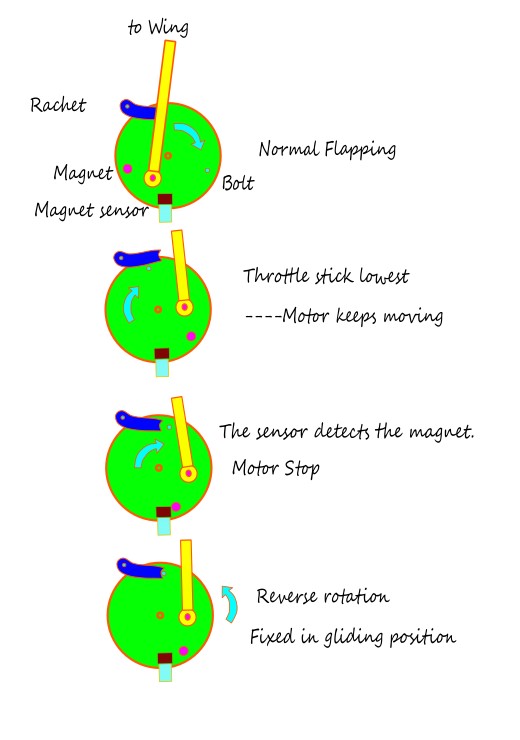 to Wing
Rachet
Normal Flapping
Magnet
Bolt
Magnet sensor
Throttle stick lowest
----Motor keeps moving
The sensor detects the magnet.
Motor Stop
Reverse rotation
Fixed in gliding position